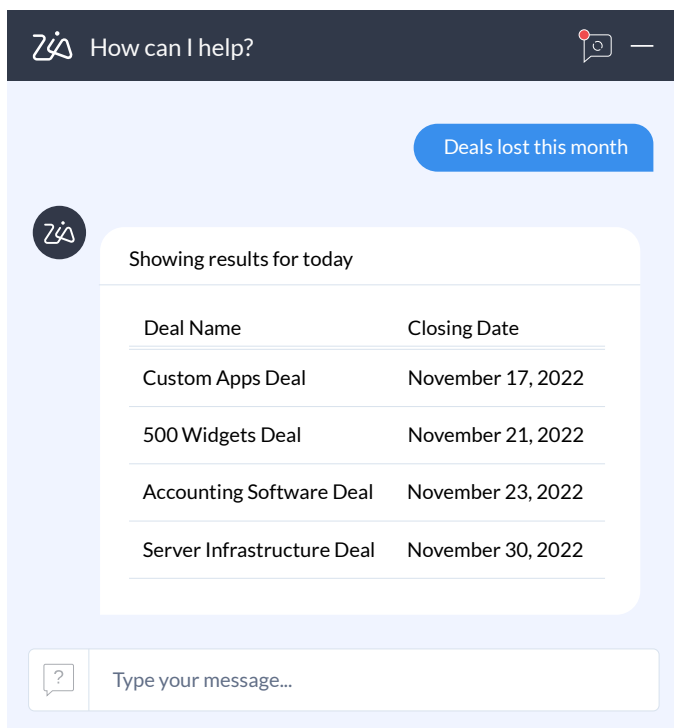 Zia How can I help?
Deals lost this month
Zia
Showing results for today
Deal Name Closing Date
Custom Apps Deal November 17, 2022
500 Widgets Deal November 21, 2022
Accounting Software Deal November 23, 2022
Server Infrastructure Deal November 30, 2022
? Type your message...